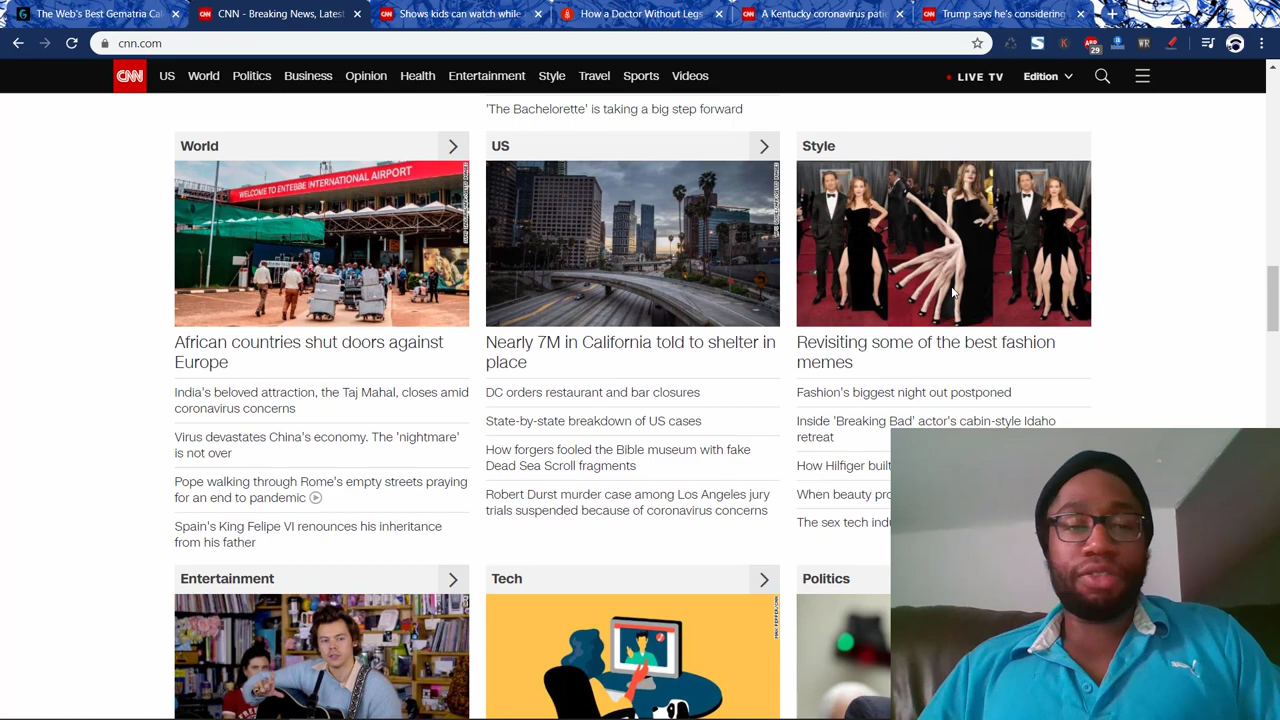 The Web's Best Gematria Cal
CNN - Breaking News, Latest
Shows kids can watch while
How a Doctor Without Legs
A Kentucky coronavirus patie
Trump says he's considering
cnn.com
29
WR
CNN
US
World
Politics
Business
Opinion
Health
Entertainment
Style
Travel
Sports
Videos
LIVE TV
Edition
'The Bachelorette' is taking a big step forward
World
WELCOME TO ENTEBBE INTERNATIONAL AIRPORT
African countries shut doors against
Europe
India's beloved attraction, the Taj Mahal, closes amid
coronavirus concerns
Virus devastates China's economy. The 'nightmare'
is not over
Pope walking through Rome's empty streets praying
for an end to pandemic
Spain's King Felipe VI renounces his inheritance
from his father
US
Nearly 7M in California told to shelter in
place
DC orders restaurant and bar closures
State-by-state breakdown of US cases
How forgers fooled the Bible museum with fake
Dead Sea Scroll fragments
Robert Durst murder case among Los Angeles jury
trials suspended because of coronavirus concerns
Style
Revisiting some of the best fashion
memes
Fashion's biggest night out postponed
Inside 'Breaking Bad' actor's cabin-style Idaho
retreat
How Hilfiger built
When beauty pro
The sex tech indu
Entertainment
Tech
MAX PEPPER/CNN
Politics